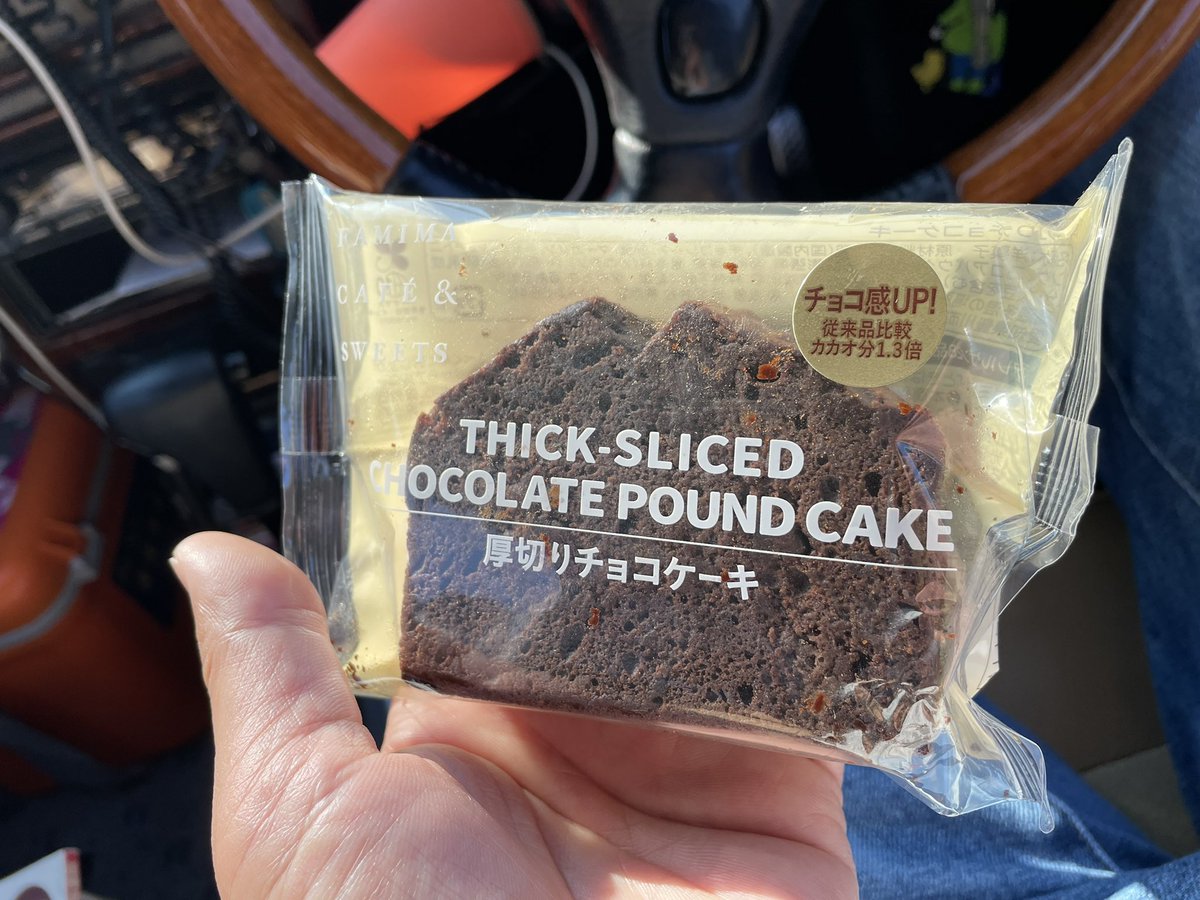 FAMIMA
CAFÉ &
SWEETS
チョコ感UP!
従来品比較
カカオ分1.3倍
THICK-SLICED
CHOCOLATE POUND CAKE
厚切りチョコケーキ